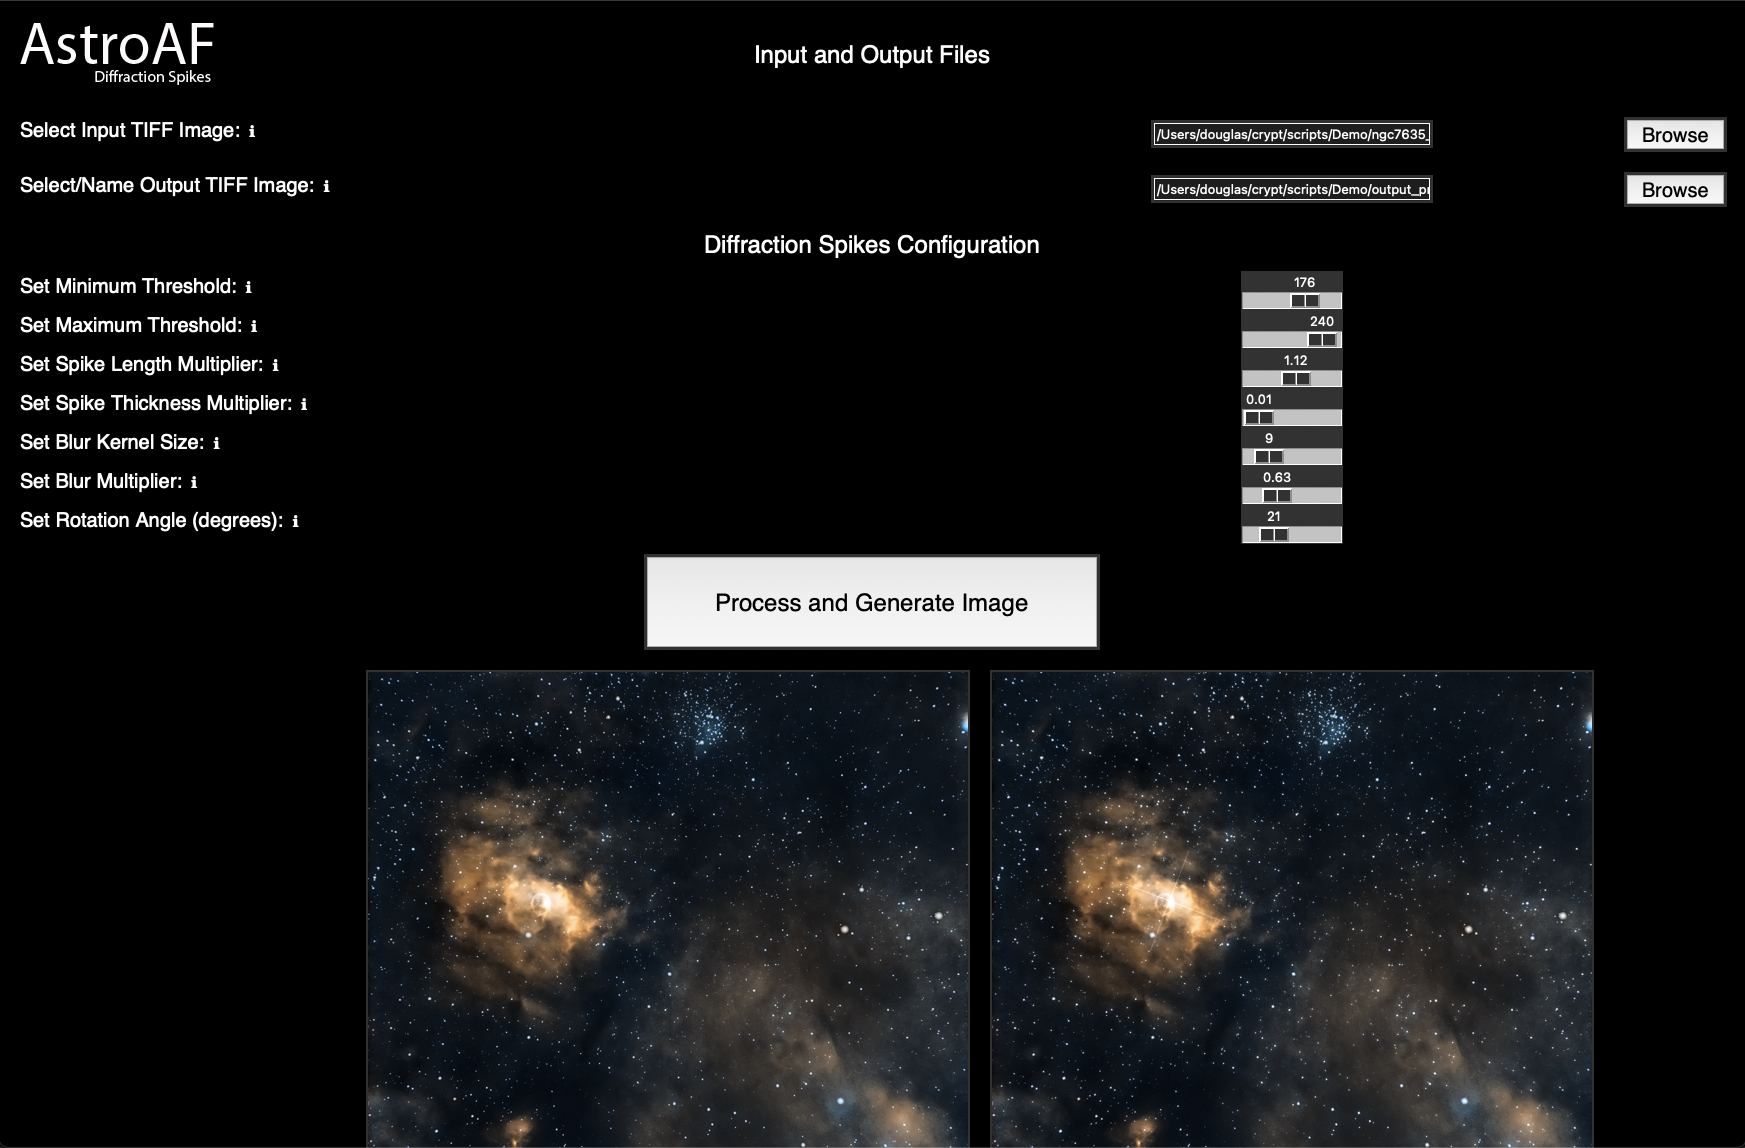 AstroAF
Diffraction Spikes
Input and Output Files
Select Input TIFF Image: i
/Users/douglas/crypt/scripts/Demo/ngc7635_
Browse
Select/Name Output TIFF Image: i
/Users/douglas/crypt/scripts/Demo/output_pr
Browse
Diffraction Spikes Configuration
Set Minimum Threshold: i
176
Set Maximum Threshold: i
240
Set Spike Length Multiplier: i
1.12
Set Spike Thickness Multiplier: i
0.01
Set Blur Kernel Size: i
9
Set Blur Multiplier: i
0.63
Set Rotation Angle (degrees): i
21
Process and Generate Image